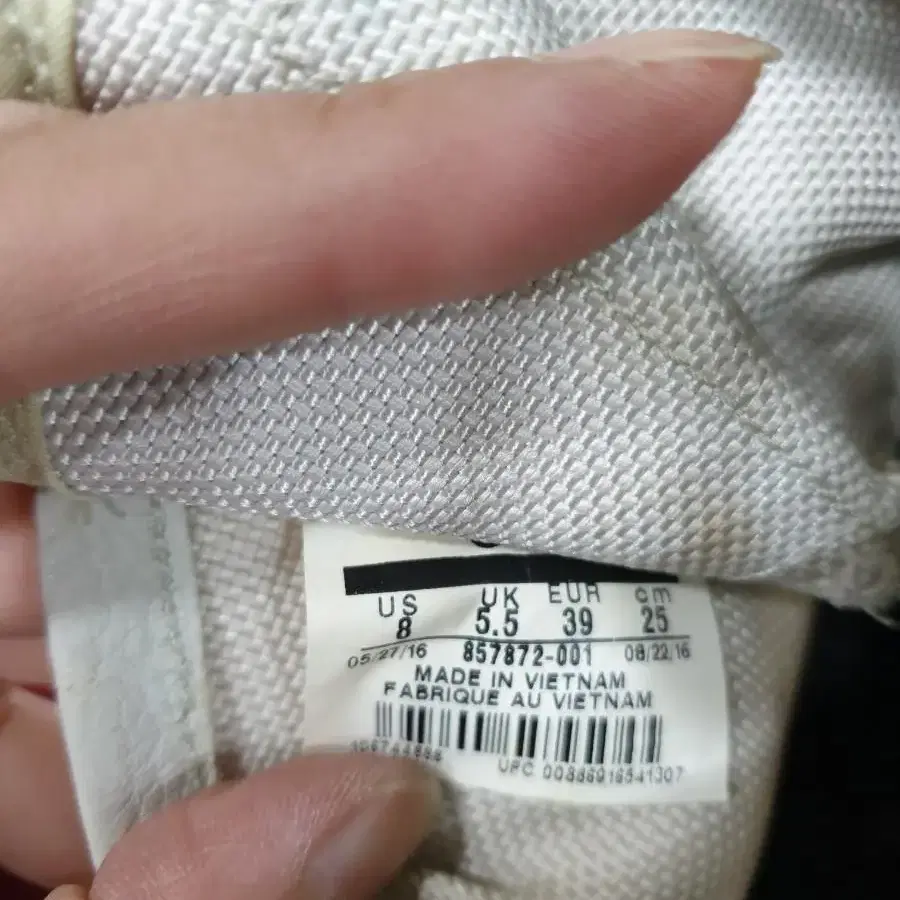 US UK EUR cm
8 5.5 39 25
05/27/16 857872-001 08/22/16
MADE IN VIETNAM
FABRIQUE AU VIETNAM
UPC 00886916541307